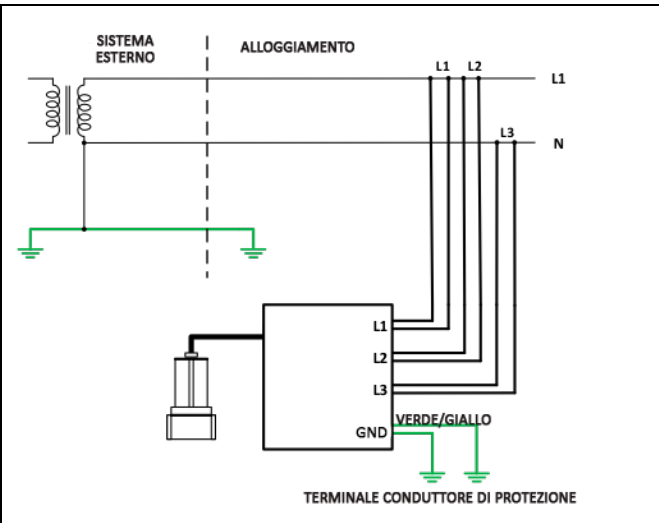 SISTEMA
ESTERNO
ALLOGGIAMENTO
L1 L2
L1
L3
N
L1
L2
L3
VERDE/GIALLO
GND
TERMINALE CONDUTTORE DI PROTEZIONE